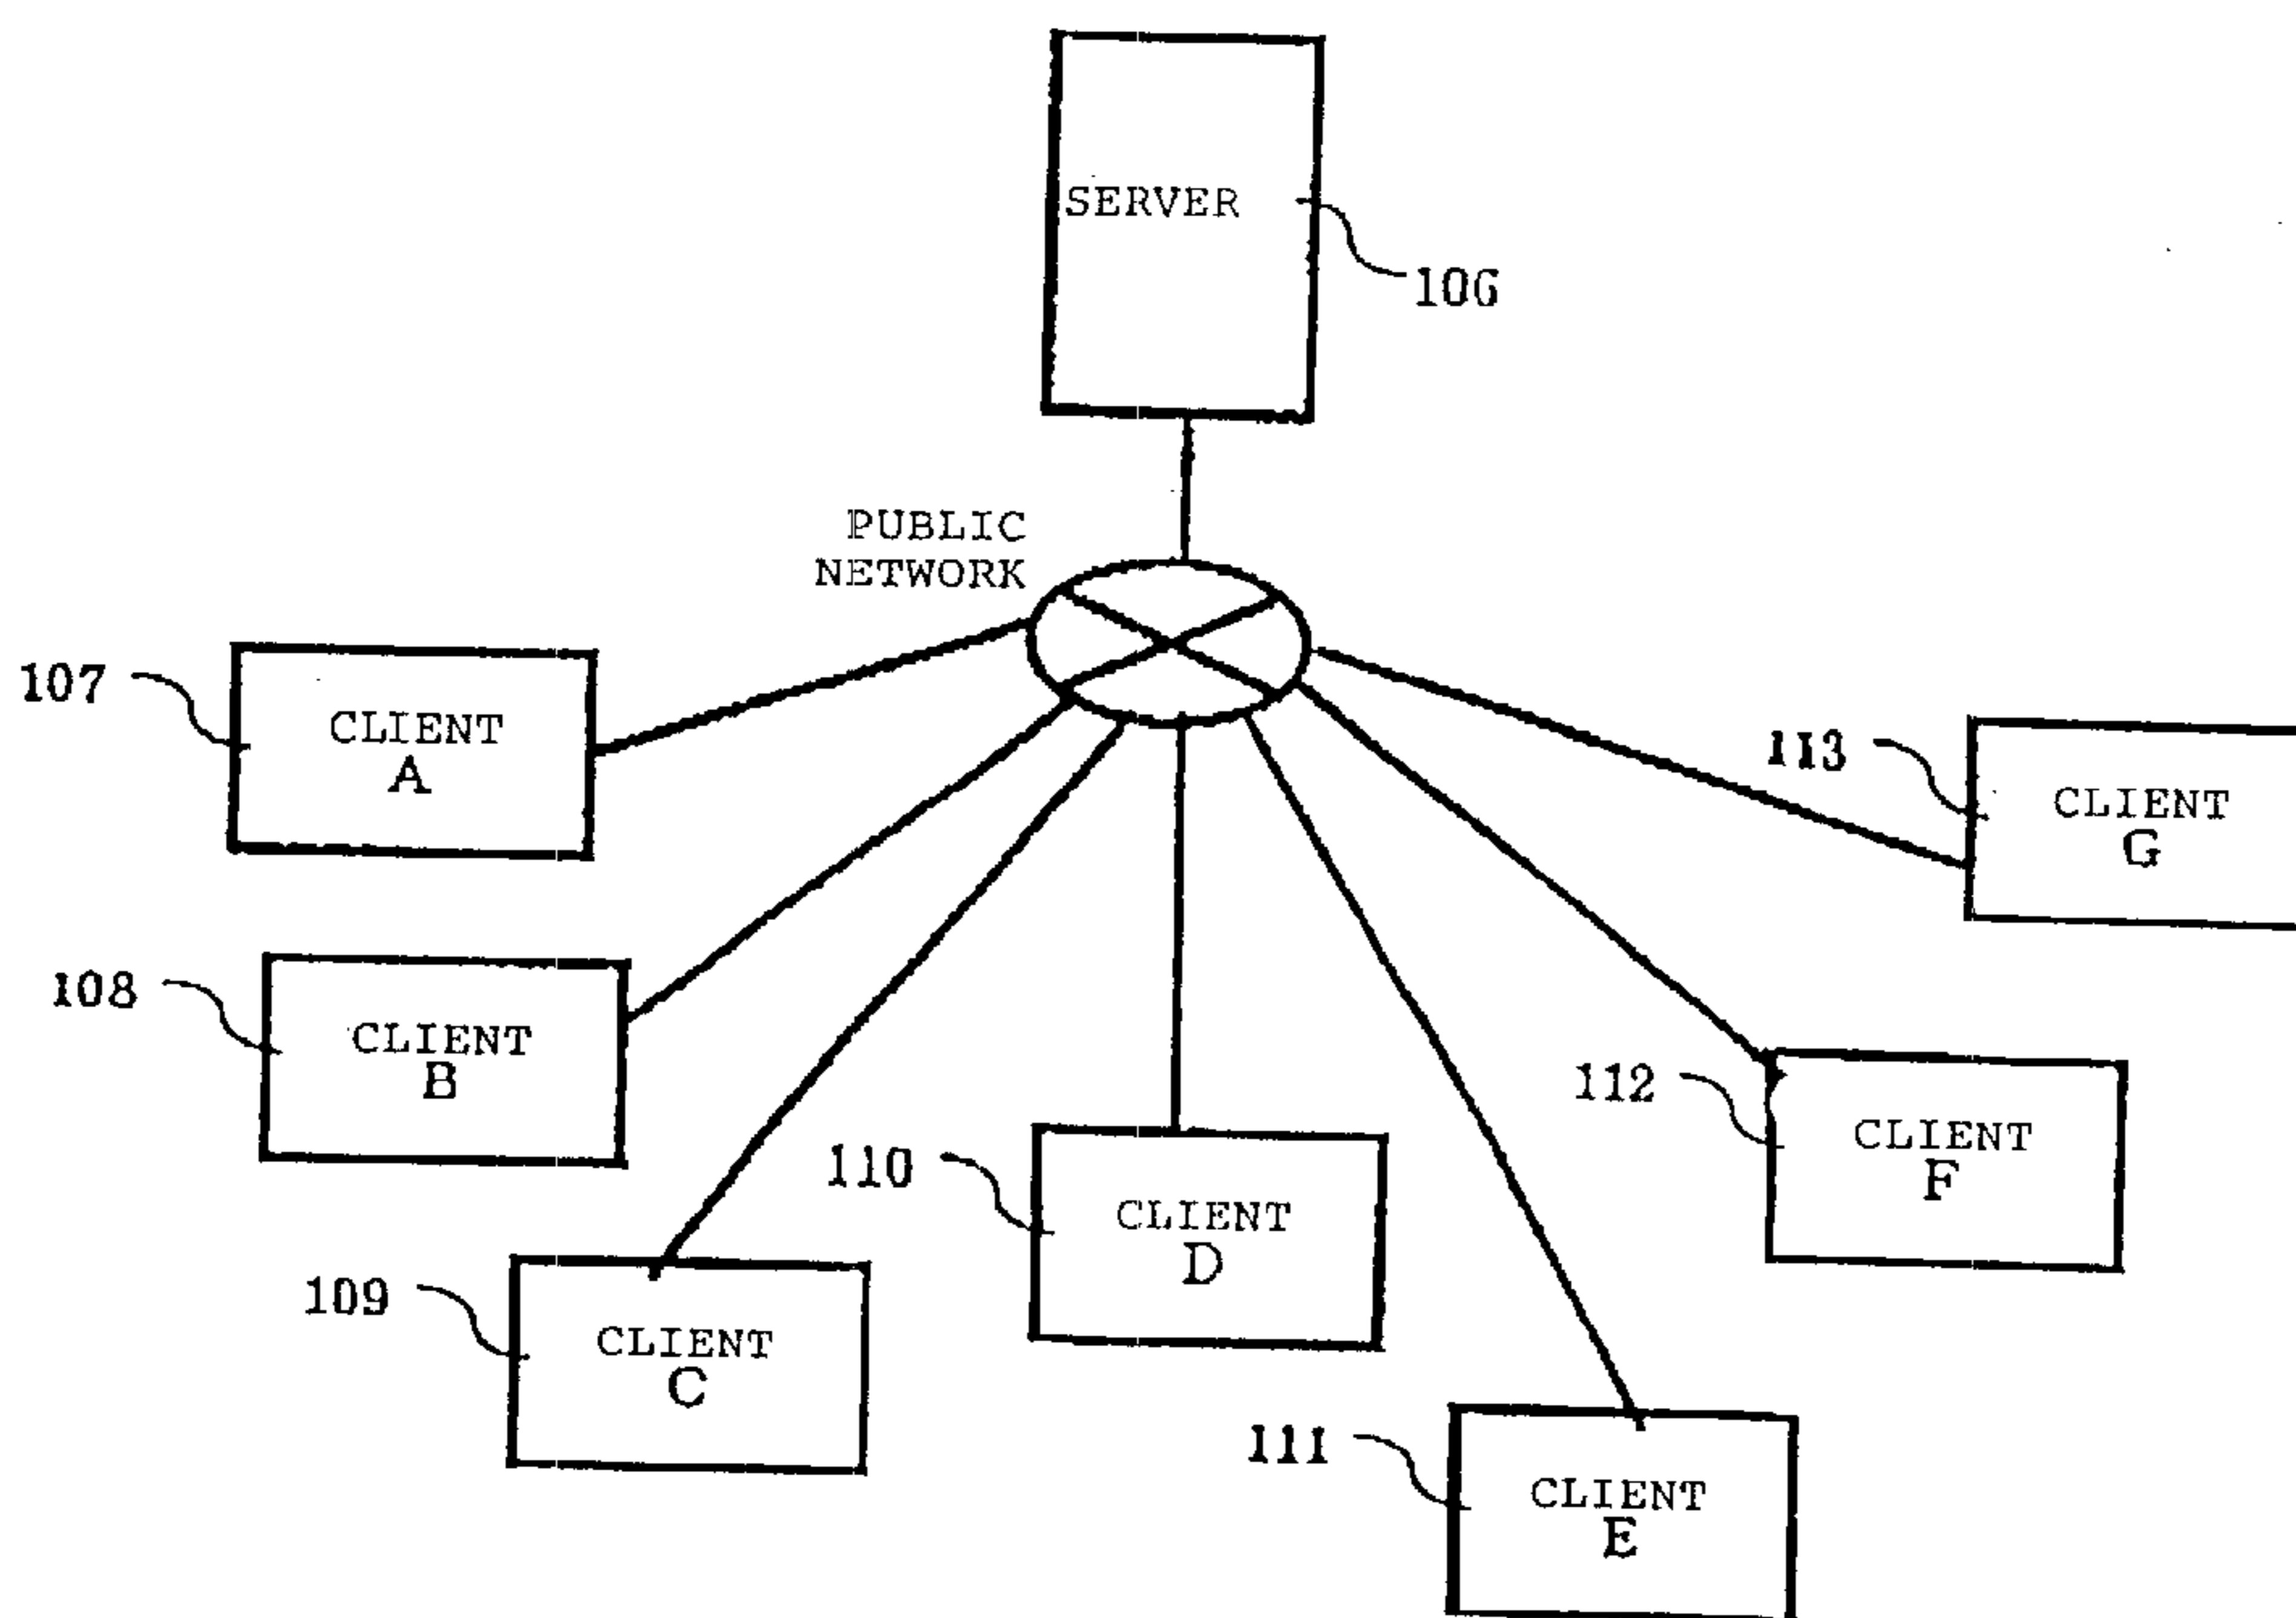 SERVER
106
PUBLIC
NETWORK
107
CLIENT
A
113
CLIENT
G
108
CLIENT
B
112
CLIENT
F
110
CLIENT
D
109
CLIENT
C
111
CLIENT
E